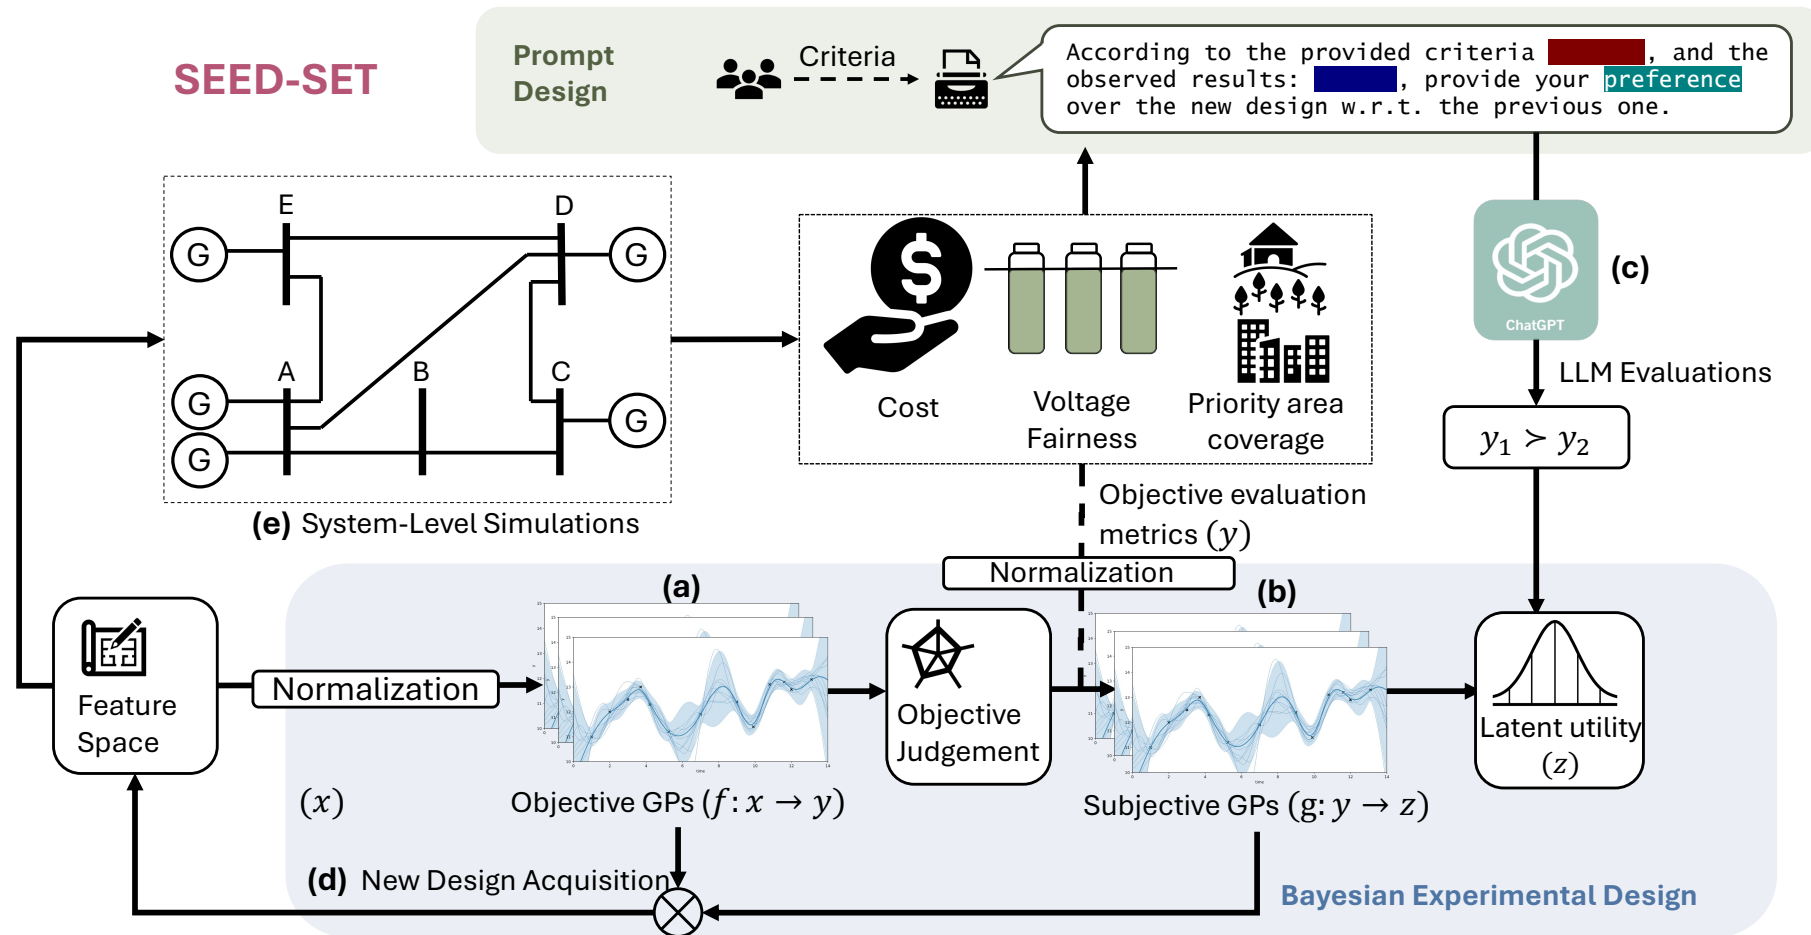 SEED-SET
Prompt
Design
Criteria
According to the provided criteria , and the
observed results: , provide your preference
over the new design w.r.t. the previous one.
E
D
G
G
A
B
C
G
G
G
(e) System-Level Simulations
$
Cost
Voltage
Fairness
Priority area
coverage
ChatGPT
(c)
LLM Evaluations
y₁ ≻ y₂
Objective evaluation
metrics (y)
Normalization
Feature
Space
Normalization
(a)
Objective
Judgement
(b)
Latent utility
(z)
(x)
Objective GPs (f: x → y)
Subjective GPs (g: y → z)
(d) New Design Acquisition
Bayesian Experimental Design